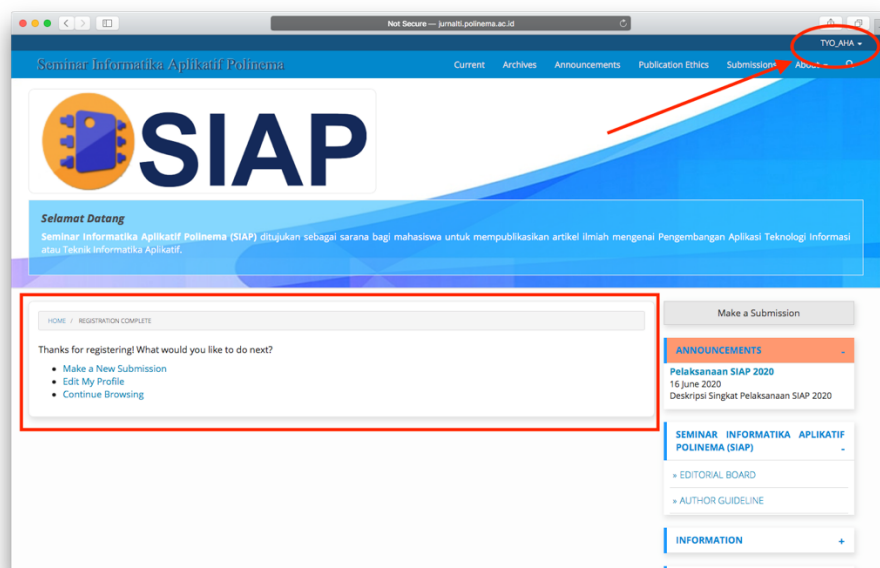 Not Secure — jurnalti.polinema.ac.id
TYO_AHA
Seminar Informatika Aplikatif Polinema
Current Archives Announcements Publication Ethics Submissions About
SIAP
Selamat Datang
Seminar Informatika Aplikatif Polinema (SIAP) ditujukan sebagai sarana bagi mahasiswa untuk mempublikasikan artikel ilmiah mengenai Pengembangan Aplikasi Teknologi Informasi
atau Teknik Informatika Aplikatif.
HOME / REGISTRATION COMPLETE
Thanks for registering! What would you like to do next?
• Make a New Submission
• Edit My Profile
• Continue Browsing
Make a Submission
ANNOUNCEMENTS -
Pelaksanaan SIAP 2020
16 June 2020
Deskripsi Singkat Pelaksanaan SIAP 2020
SEMINAR INFORMATIKA APLIKATIF
POLINEMA (SIAP) -
» EDITORIAL BOARD
» AUTHOR GUIDELINE
INFORMATION +